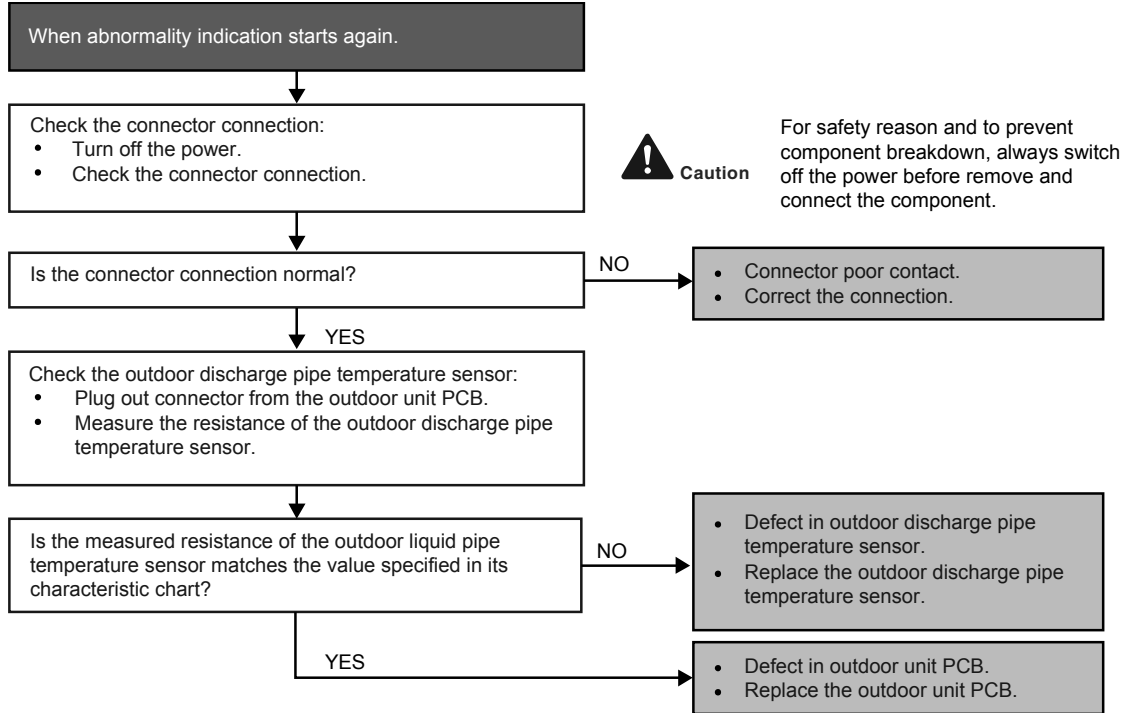 When abnormality indication starts again.
Check the connector connection:
• Turn off the power.
• Check the connector connection.
Caution
For safety reason and to prevent
component breakdown, always switch
off the power before remove and
connect the component.
Is the connector connection normal?
NO
• Connector poor contact.
• Correct the connection.
YES
Check the outdoor discharge pipe temperature sensor:
• Plug out connector from the outdoor unit PCB.
• Measure the resistance of the outdoor discharge pipe
temperature sensor.
Is the measured resistance of the outdoor liquid pipe
temperature sensor matches the value specified in its
characteristic chart?
NO
• Defect in outdoor discharge pipe
temperature sensor.
• Replace the outdoor discharge pipe
temperature sensor.
YES
• Defect in outdoor unit PCB.
• Replace the outdoor unit PCB.